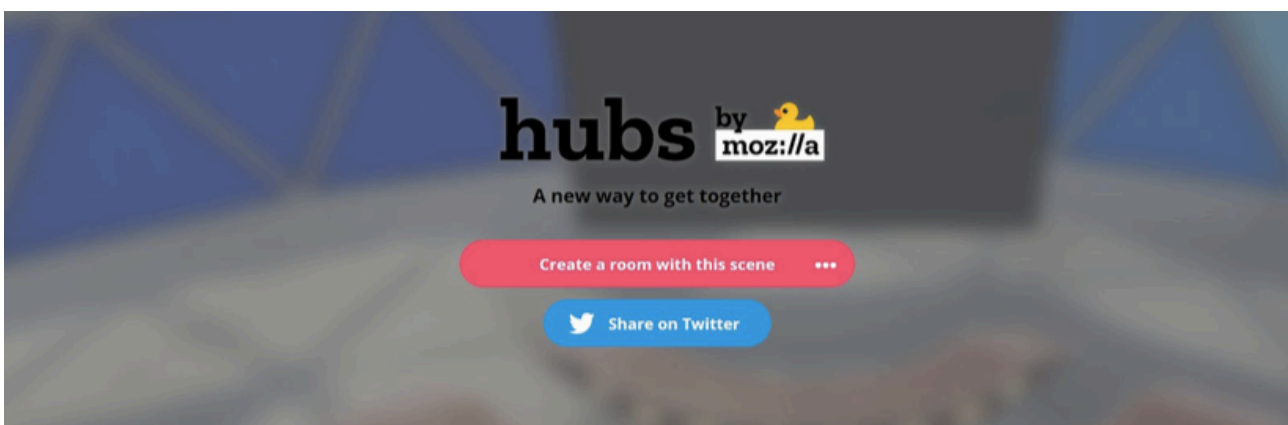 hubs by
moz://a
A new way to get together
Create a room with this scene
Share on Twitter